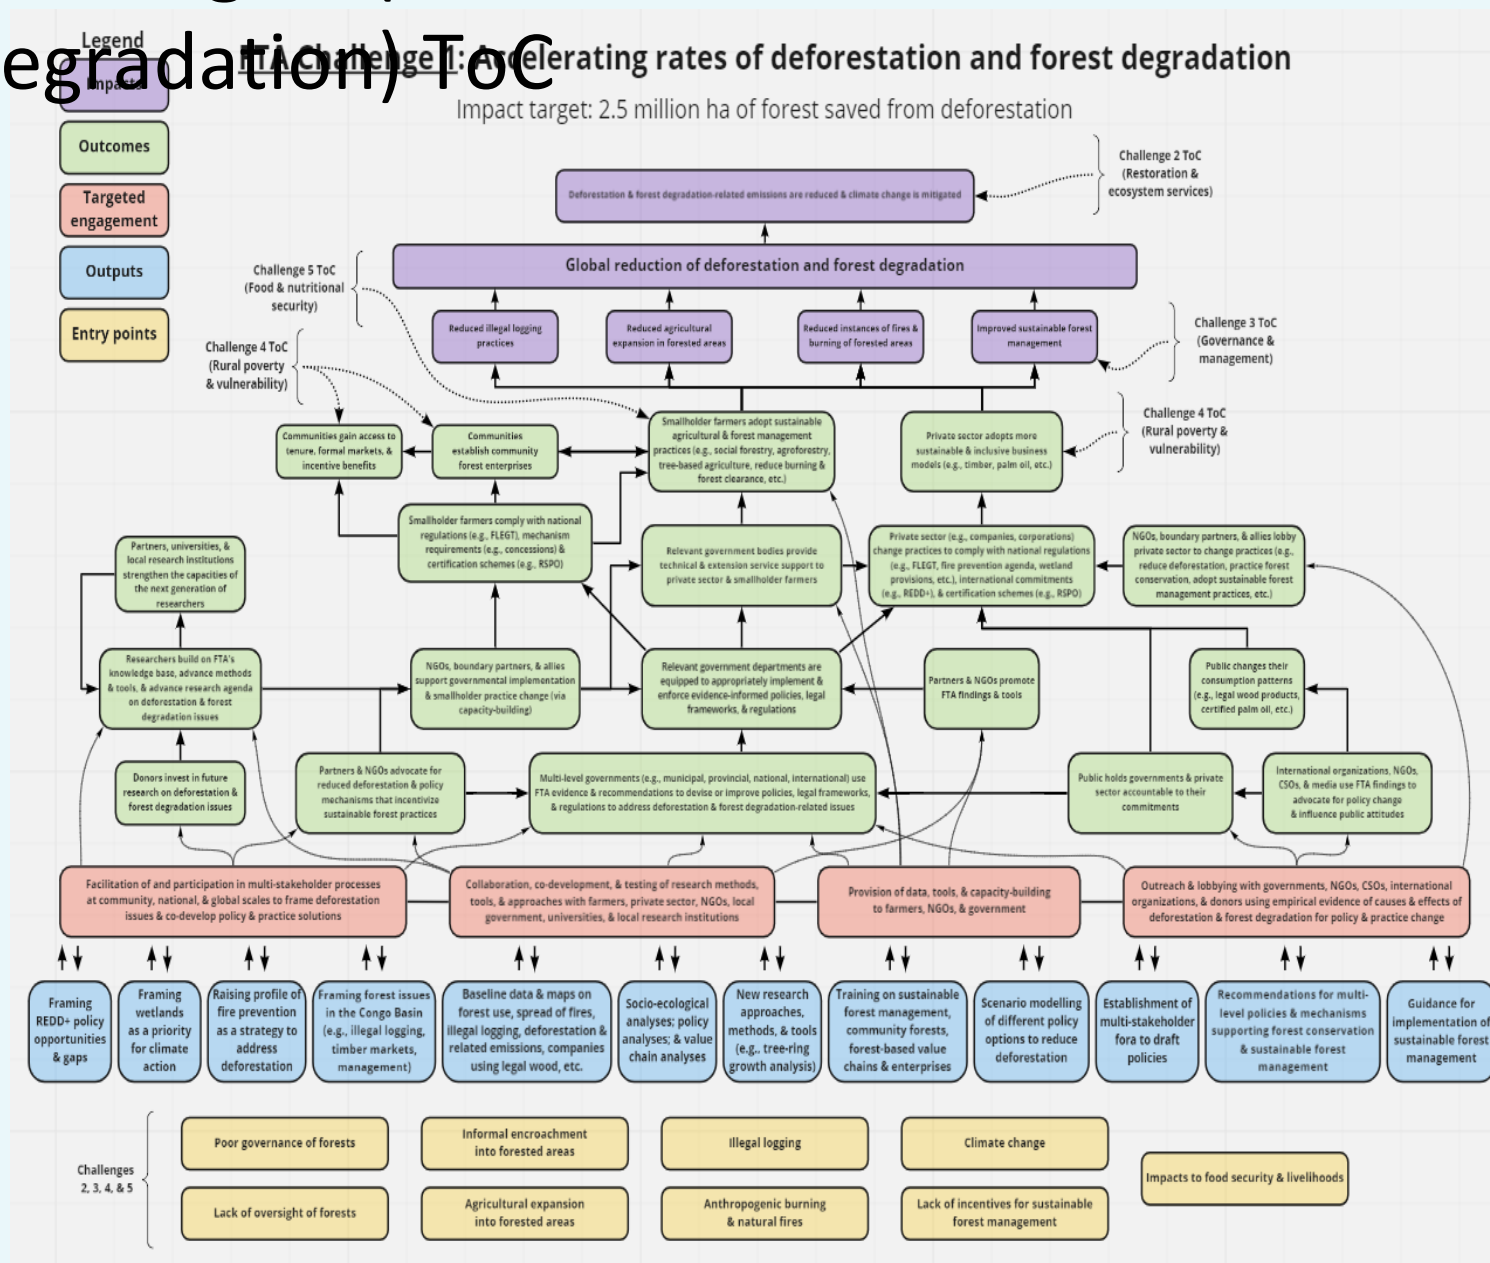 egradation) ToC
Legend
Impacts
Outcomes
Targeted
engagement
Outputs
Entry points
FTA Challenge 1: Accelerating rates of deforestation and forest degradation
Impact target: 2.5 million ha of forest saved from deforestation
Challenge 2 ToC
(Restoration &
ecosystem services)
Deforestation & forest degradation-related emissions are reduced & climate change is mitigated
Challenge 5 ToC
(Food & nutritional
security)
Global reduction of deforestation and forest degradation
Challenge 4 ToC
(Rural poverty
& vulnerability)
Reduced illegal logging
practices
Reduced agricultural
expansion in forested areas
Reduced instances of fires &
burning of forested areas
Improved sustainable forest
management
Challenge 3 ToC
(Governance &
management)
Communities gain access to
tenure, formal markets, &
incentive benefits
Communities
establish community
forest enterprises
Smallholder farmers adopt sustainable
agricultural & forest management
practices (e.g., social forestry, agroforestry,
tree-based agriculture, reduce burning &
forest clearance, etc.)
Private sector adopts more
sustainable & inclusive business
models (e.g., timber, palm oil, etc.)
Challenge 4 ToC
(Rural poverty &
vulnerability)
Partners, universities, &
local research institutions
strengthen the capacities of
the next generation of
researchers
Smallholder farmers comply with national
regulations (e.g., FLEGT), mechanism
requirements (e.g., concessions) &
certification schemes (e.g., RSPO)
Relevant government bodies provide
technical & extension service support to
private sector & smallholder farmers
Private sector (e.g., companies, corporations)
change practices to comply with national regulations
(e.g., FLEGT, fire prevention agenda, wetland
provisions, etc.), international commitments
(e.g., REDD+), & certification schemes (e.g., RSPO)
NGOs, boundary partners, & allies lobby
private sector to change practices (e.g.,
reduce deforestation, practice forest
conservation, adopt sustainable forest
management practices, etc.)
Researchers build on FTA's
knowledge base, advance methods
& tools, & advance research agenda
on deforestation & forest
degradation issues
NGOs, boundary partners, & allies
support governmental implementation
& smallholder practice change (via
capacity-building)
Relevant government departments are
equipped to appropriately implement &
enforce evidence-informed policies, legal
frameworks, & regulations
Partners & NGOs promote
FTA findings & tools
Public changes their
consumption patterns
(e.g., legal wood products,
certified palm oil, etc.)
Donors invest in future
research on deforestation &
forest degradation issues
Partners & NGOs advocate for
reduced deforestation & policy
mechanisms that incentivize
sustainable forest practices
Multi-level governments (e.g., municipal, provincial, national, international) use
FTA evidence & recommendations to devise or improve policies, legal frameworks,
& regulations to address deforestation & forest degradation-related issues
Public holds governments & private
sector accountable to their
commitments
International organizations, NGOs,
CSOs, & media use FTA findings to
advocate for policy change
& influence public attitudes
Facilitation of and participation in multi-stakeholder processes
at community, national, & global scales to frame deforestation
issues & co-develop policy & practice solutions
Collaboration, co-development, & testing of research methods,
tools, & approaches with farmers, private sector, NGOs, local
government, universities, & local research institutions
Provision of data, tools, & capacity-building
to farmers, NGOs, & government
Outreach & lobbying with governments, NGOs, CSOs, international
organizations, & donors using empirical evidence of causes & effects of
deforestation & forest degradation for policy & practice change
Framing
REDD+ policy
opportunities
& gaps
Framing
wetlands
as a priority
for climate
action
Raising profile of
fire prevention
as a strategy to
address
deforestation
Framing forest issues
in the Congo Basin
(e.g., illegal logging,
timber markets,
management)
Baseline data & maps on
forest use, spread of fires,
illegal logging, deforestation &
related emissions, companies
using legal wood, etc.
Socio-ecological
analyses; policy
analyses; & value
chain analyses
New research
approaches,
methods, & tools
(e.g., tree-ring
growth analysis)
Training on sustainable
forest management,
community forests,
forest-based value
chains & enterprises
Scenario modelling
of different policy
options to reduce
deforestation
Establishment of
multi-stakeholder
fora to draft
policies
Recommendations for multi-
level policies & mechanisms
supporting forest conservation
& sustainable forest
management
Guidance for
implementation of
sustainable forest
management
Challenges
2, 3, 4, & 5
Poor governance of forests
Informal encroachment
into forested areas
Illegal logging
Climate change
Impacts to food security & livelihoods
Lack of oversight of forests
Agricultural expansion
into forested areas
Anthropogenic burning
& natural fires
Lack of incentives for sustainable
forest management